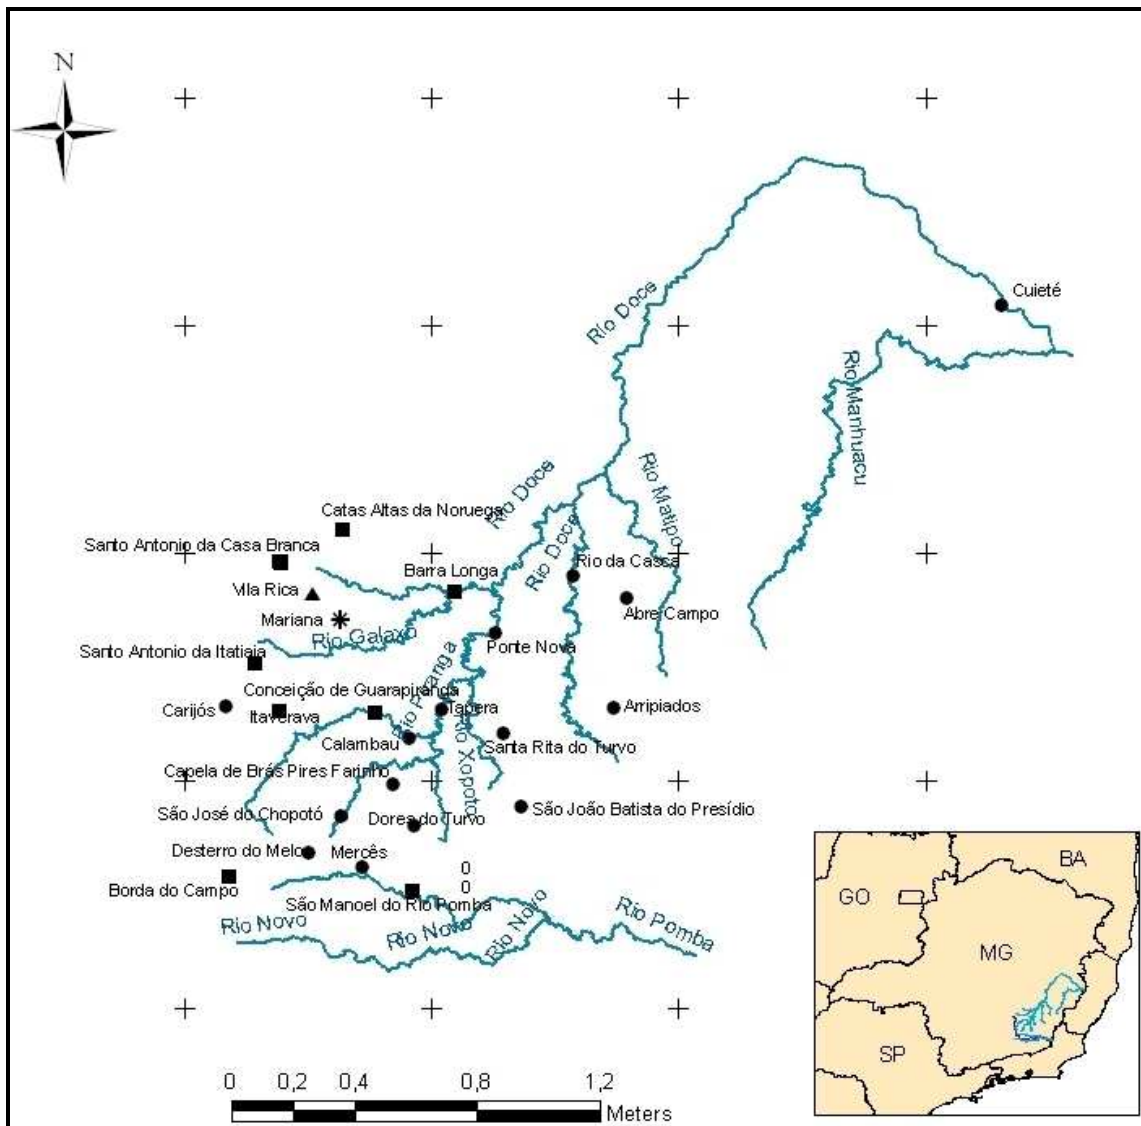 N
Cuieté
Rio Doce
Rio Manhuacu
Rio Doce
Rio Matipo
Catas Altas da Noruega
Santo Antonio da Casa Branca
Rio Doce
Rio da Casca
Barra Longa
Vila Rica
Abre Campo
Mariana
Rio Galaxo
Ponte Nova
Santo Antonio da Itatiaia
Rio Piranga
Conceição de Guarapiranga
Carijós
Itaverava
Tapera
Arripiados
Rio Xopotó
Calambau
Santa Rita do Turvo
Capela de Brás Pires Farinho
São José do Chopotó
Dores do Turvo
São João Batista do Presídio
Desterro do Melo
Mercês
0
0
Borda do Campo
São Manoel do Rio Pomba
Rio Novo
Rio Novo
Rio Novo
Rio Pomba
BA
GO
MG
SP
0 0,2 0,4 0,8 1,2
Meters